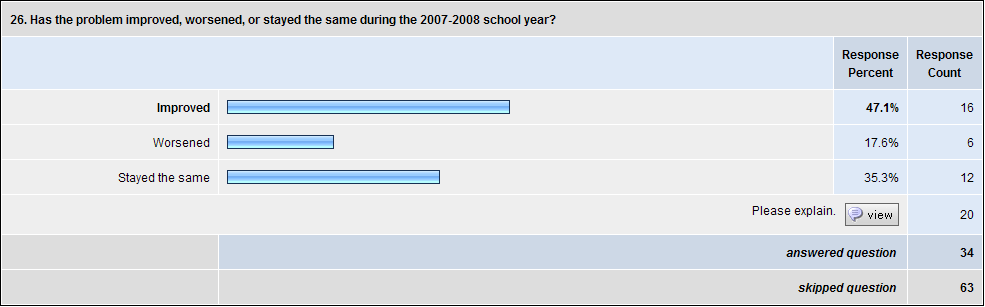 26. Has the problem improved, worsened, or stayed the same during the 2007-2008 school year?
Response Percent Response Count
Improved 47.1% 16
Worsened 17.6% 6
Stayed the same 35.3% 12
Please explain. view 20
answered question 34
skipped question 63